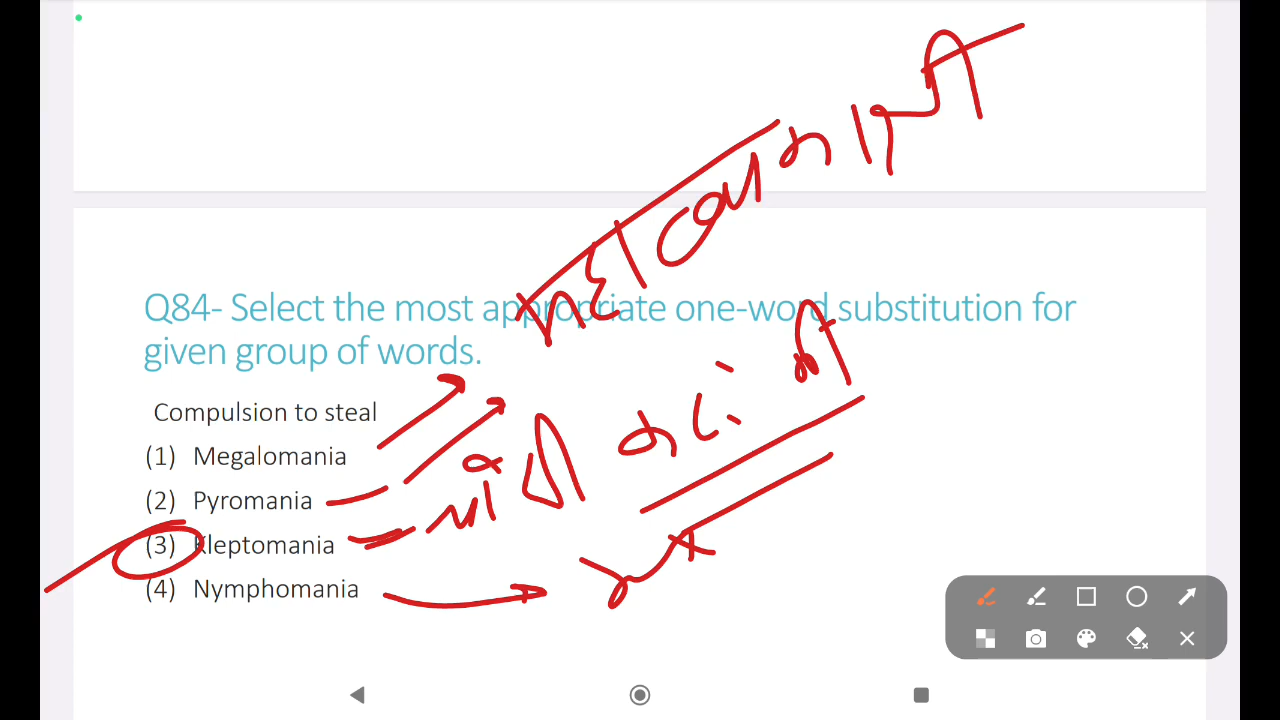 Q84- Select the most appropriate one-word substitution for
given group of words.
Compulsion to steal
(1) Megalomania
(2) Pyromania
(3) Kleptomania
(4) Nymphomania